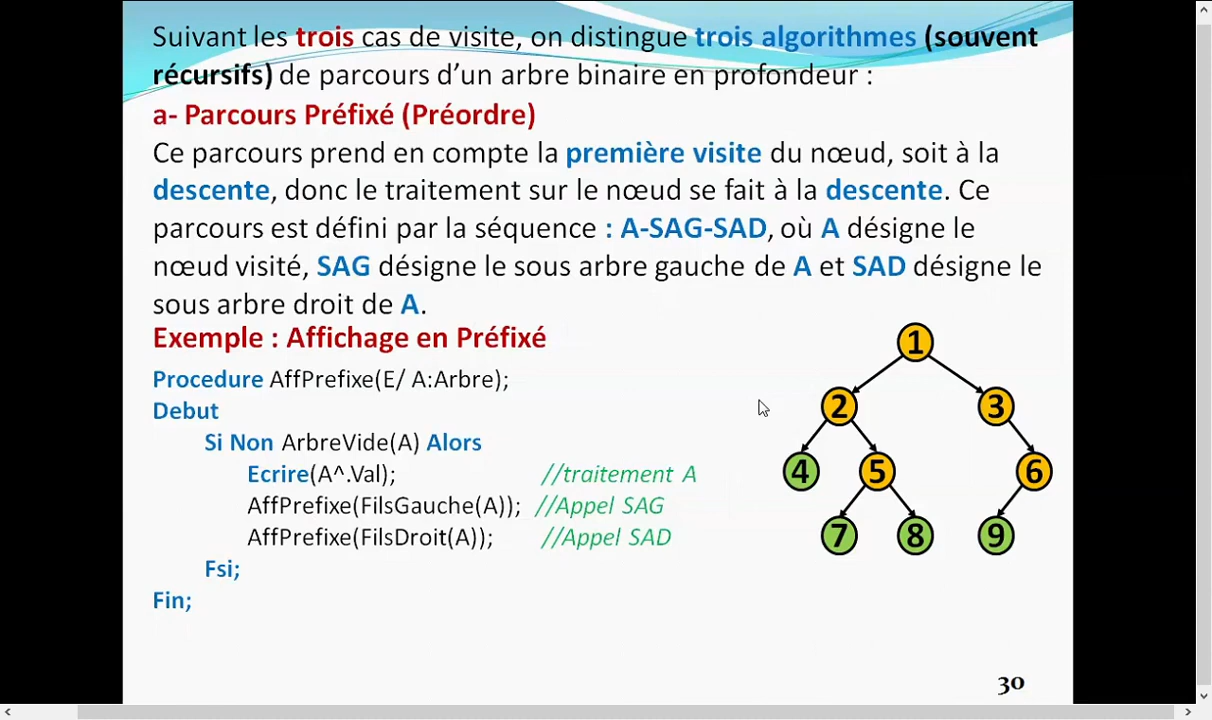 Suivant les trois cas de visite, on distingue trois algorithmes (souvent
récursifs) de parcours d'un arbre binaire en profondeur :
a- Parcours Préfixé (Préordre)
Ce parcours prend en compte la première visite du nœud, soit à la
descente, donc le traitement sur le nœud se fait à la descente. Ce
parcours est défini par la séquence : A-SAG-SAD, où A désigne le
nœud visité, SAG désigne le sous arbre gauche de A et SAD désigne le
sous arbre droit de A.
Exemple : Affichage en Préfixé
Procedure AffPrefixe(E/ A:Arbre);
Debut
Si Non ArbreVide(A) Alors
Ecrire(A^.Val); //traitement A
AffPrefixe(FilsGauche(A)); //Appel SAG
AffPrefixe(FilsDroit(A)); //Appel SAD
Fsi;
Fin;
1
2 3
4 5 6
7 8 9
30